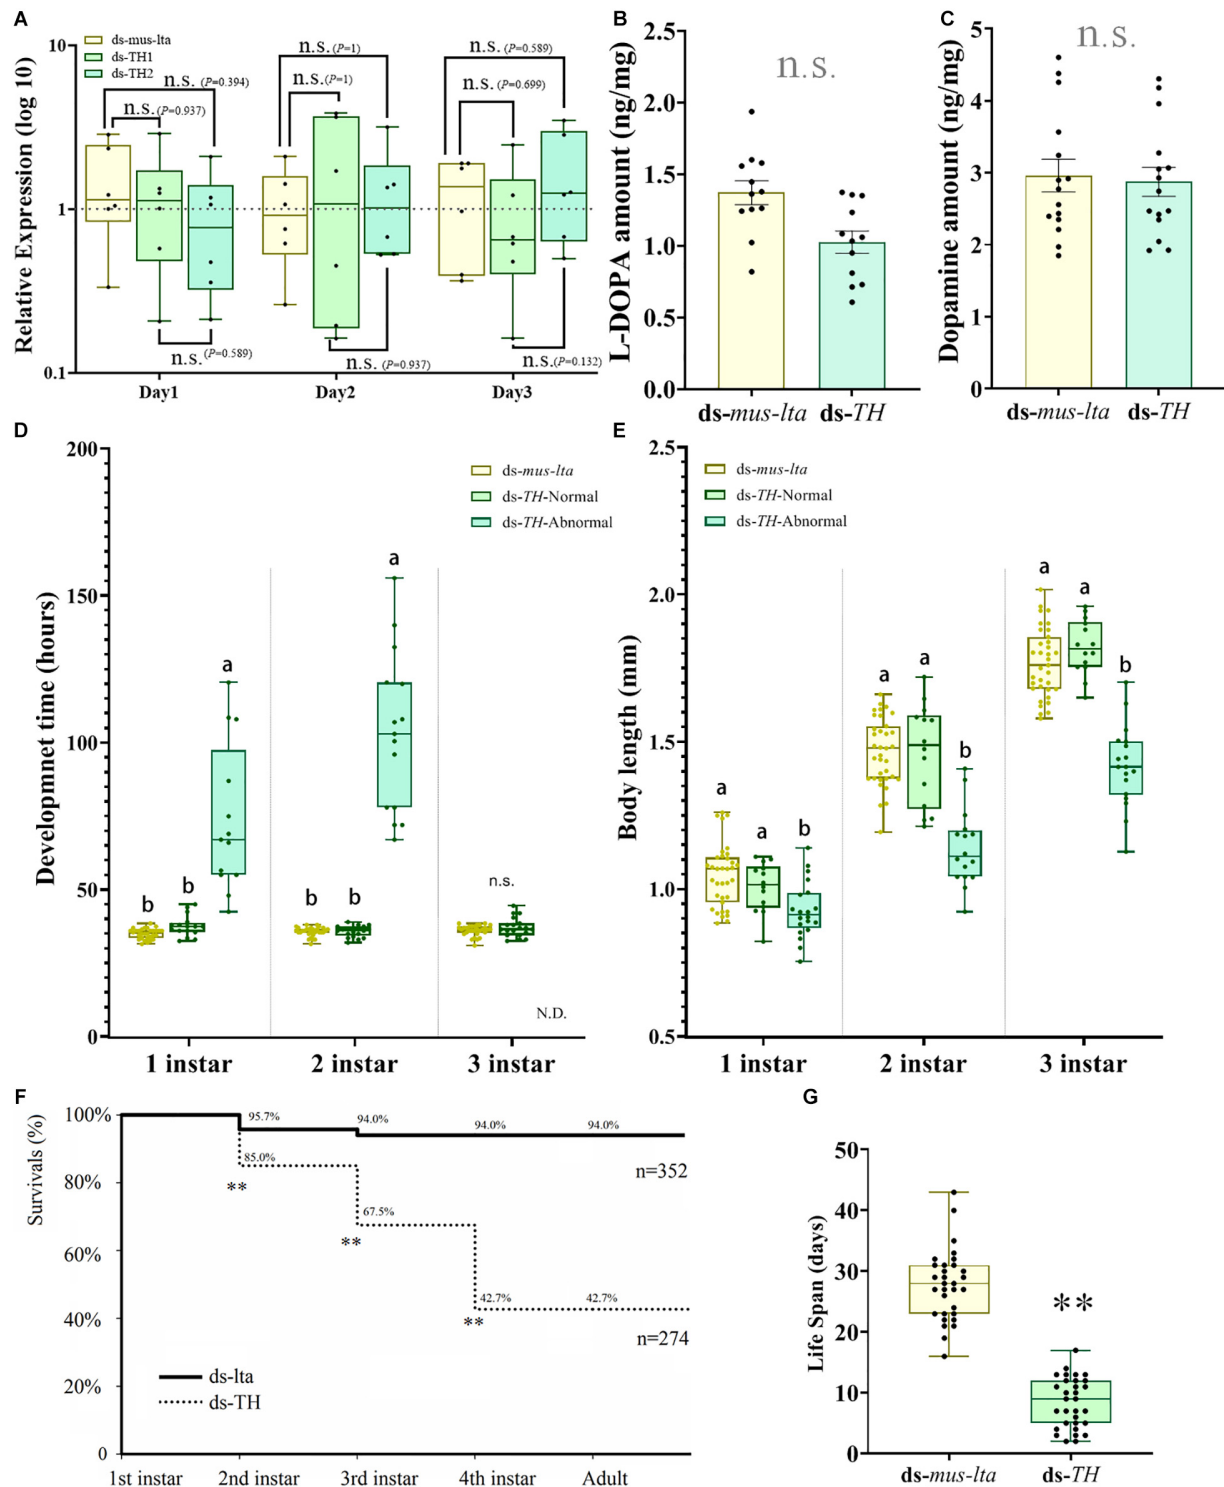 A
Relative Expression (log 10)
10
1
0.1
ds-mus-lta
ds-TH1
ds-TH2
n.s. (P=0.394)
n.s. (P=0.937)
n.s. (P=0.589)
n.s. (P=1)
n.s. (P=1)
n.s. (P=0.937)
n.s. (P=0.589)
n.s. (P=0.699)
n.s. (P=0.132)
Day1 Day2 Day3
B
L-DOPA amount (ng/mg)
2.5
2.0
1.5
1.0
0.5
0.0
n.s.
ds-mus-lta ds-TH
C
Dopamine amount (ng/mg)
5
4
3
2
1
0
n.s.
ds-mus-lta ds-TH
D
Developmnet time (hours)
200
150
100
50
0
ds-mus-lta
ds-TH-Normal
ds-TH-Abnormal
b b a
b b a
n.s.
N.D.
1 instar 2 instar 3 instar
E
Body length (mm)
2.5
2.0
1.5
1.0
0.5
ds-mus-lta
ds-TH-Normal
ds-TH-Abnormal
a a b
a a b
a a b
1 instar 2 instar 3 instar
F
Survivals (%)
100%
80%
60%
40%
20%
0
95.7% 94.0% 94.0% 94.0%
n=352
85.0%
**
67.5%
**
42.7% 42.7%
**
n=274
ds-lta
ds-TH
1st instar 2nd instar 3rd instar 4th instar Adult
G
Life Span (days)
50
40
30
20
10
0
**
ds-mus-lta ds-TH